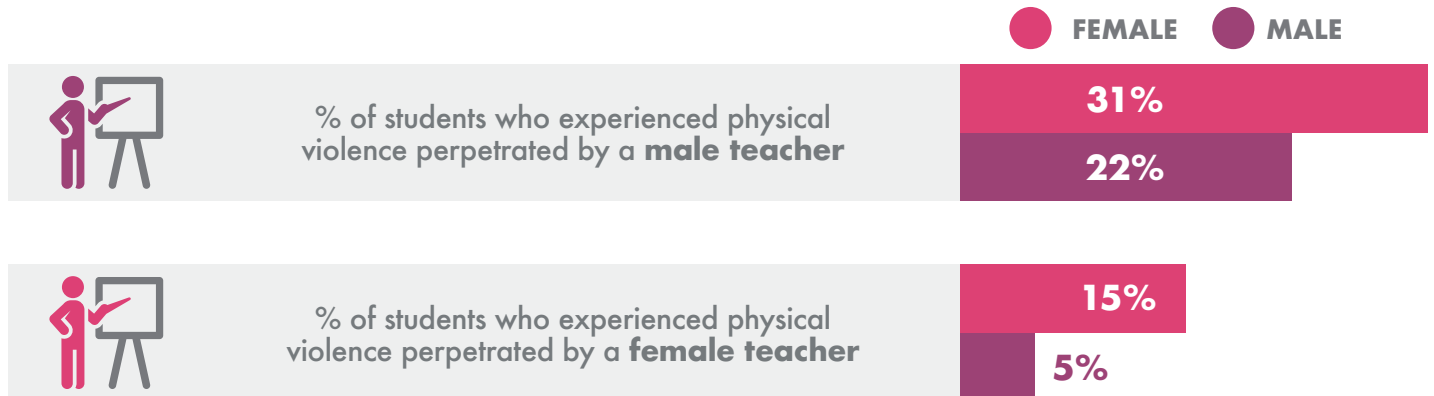 FEMALE MALE
% of students who experienced physical
violence perpetrated by a male teacher
31%
22%
% of students who experienced physical
violence perpetrated by a female teacher
15%
5%